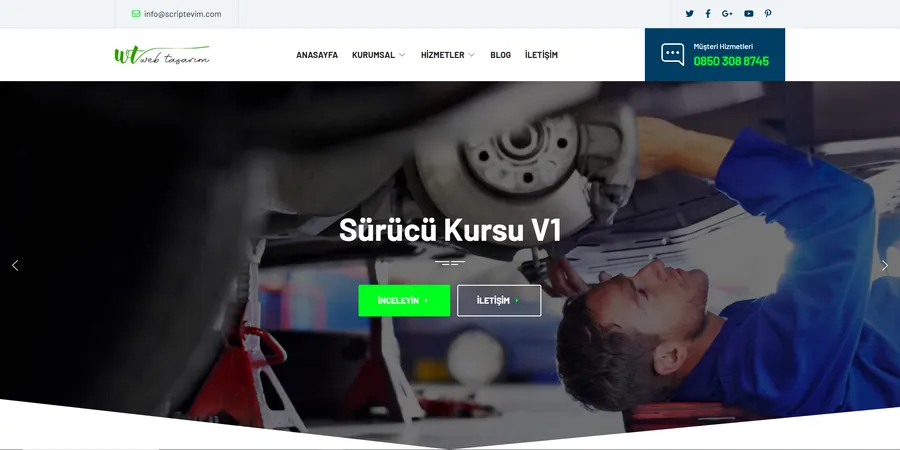 info@scriptevim.com
wt web tasarım
ANASAYFA KURUMSAL HİZMETLER BLOG İLETİŞİM
Müşteri Hizmetleri
0850 308 8745
Sürücü Kursu V1
İNCELEYİN İLETİŞİM